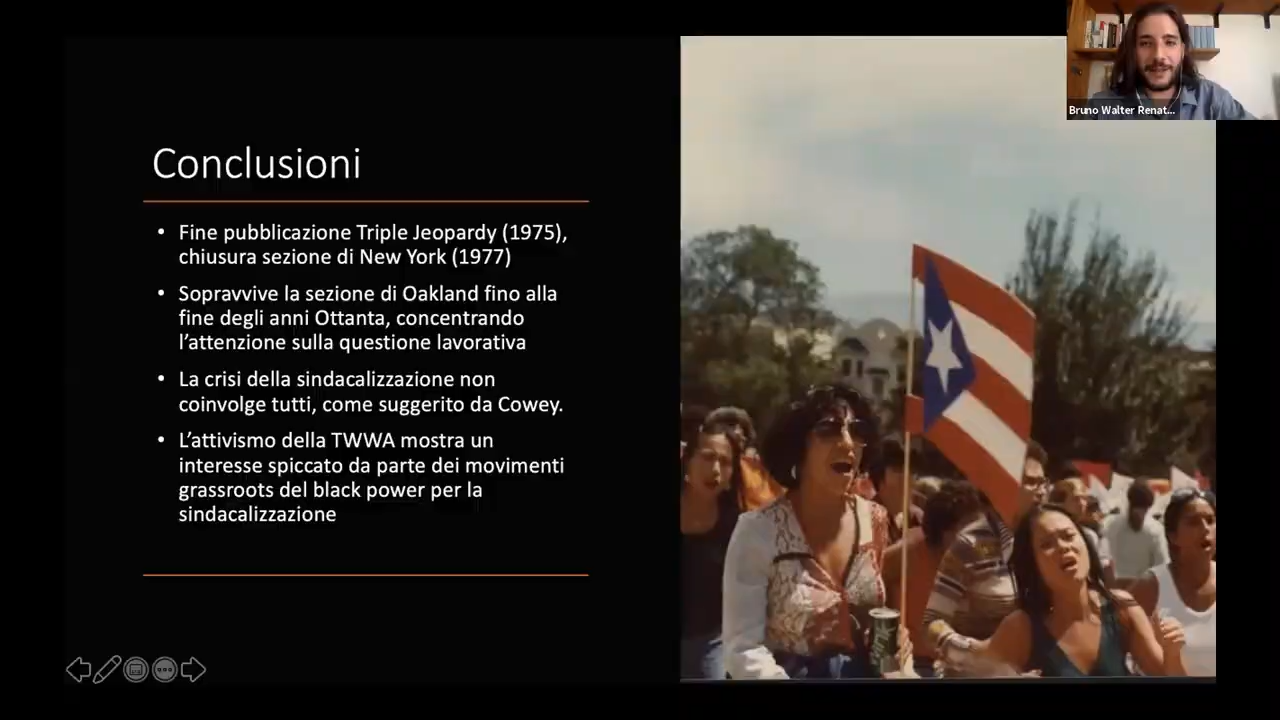 Bruno Walter Renat...
Conclusioni
• Fine pubblicazione Triple Jeopardy (1975),
chiusura sezione di New York (1977)
• Sopravvive la sezione di Oakland fino alla
fine degli anni Ottanta, concentrando
l'attenzione sulla questione lavorativa
• La crisi della sindacalizzazione non
coinvolge tutti, come suggerito da Cowey.
• L'attivismo della TWWA mostra un
interesse spiccato da parte dei movimenti
grassroots del black power per la
sindacalizzazione